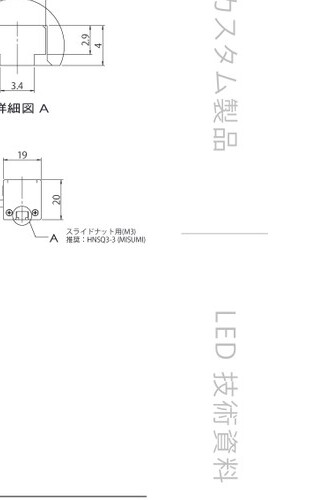 2.9
4
3.4
詳細図 A
19
20
A
スライドナット用(M3)
推奨：HNSQ3-3 (MISUMI)
カスタム製品
LED 技術資料